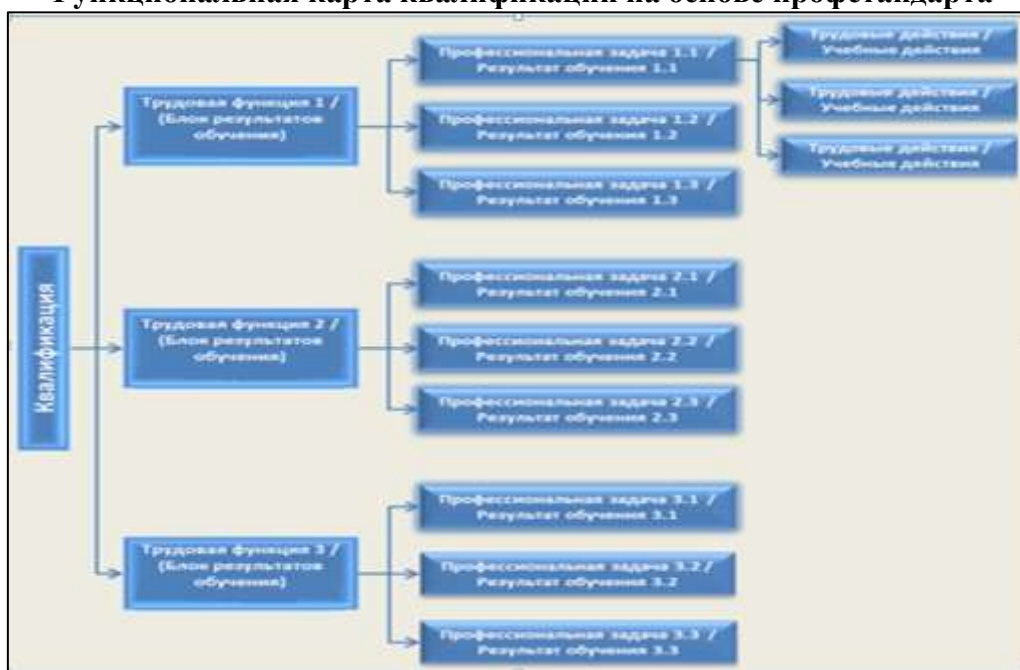 Функциональная карта квалификации на основе профстандарта
Трудовые действия /
Учебные действия
Профессиональная задача 1.1 /
Результат обучения 1.1
Трудовая функция 1 /
(Блок результатов
обучения)
Трудовые действия /
Учебные действия
Профессиональная задача 1.2 /
Результат обучения 1.2
Трудовые действия /
Учебные действия
Профессиональная задача 1.3 /
Результат обучения 1.3
Квалификация
Профессиональная задача 2.1 /
Результат обучения 2.1
Трудовая функция 2 /
(Блок результатов
обучения)
Профессиональная задача 2.2 /
Результат обучения 2.2
Профессиональная задача 2.3 /
Результат обучения 2.3
Профессиональная задача 3.1 /
Результат обучения 3.1
Трудовая функция 3 /
(Блок результатов
обучения)
Профессиональная задача 3.2 /
Результат обучения 3.2
Профессиональная задача 3.3 /
Результат обучения 3.3